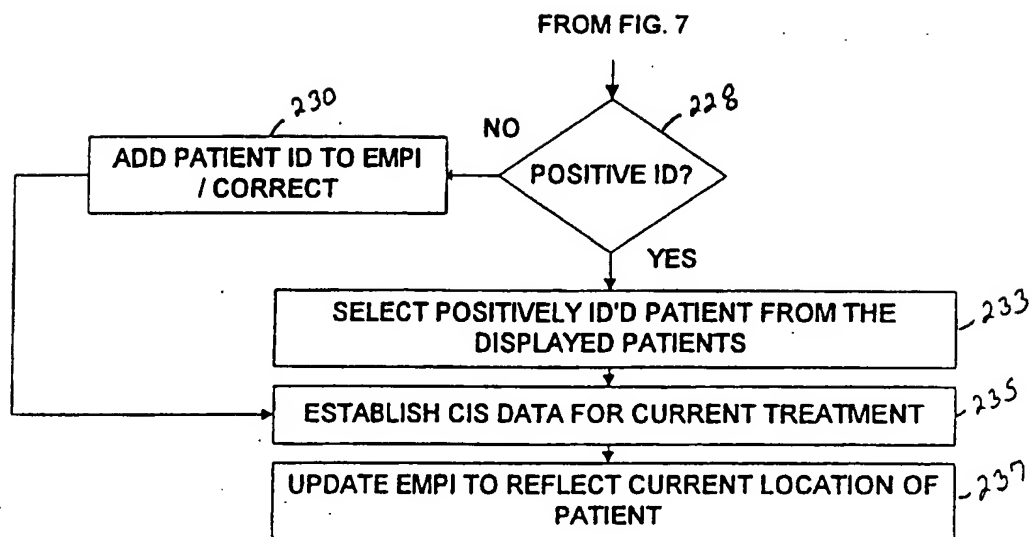 FROM FIG. 7
228
POSITIVE ID?
NO
YES
230
ADD PATIENT ID TO EMPI
/ CORRECT
SELECT POSITIVELY ID'D PATIENT FROM THE
DISPLAYED PATIENTS
233
ESTABLISH CIS DATA FOR CURRENT TREATMENT
235
UPDATE EMPI TO REFLECT CURRENT LOCATION OF
PATIENT
237